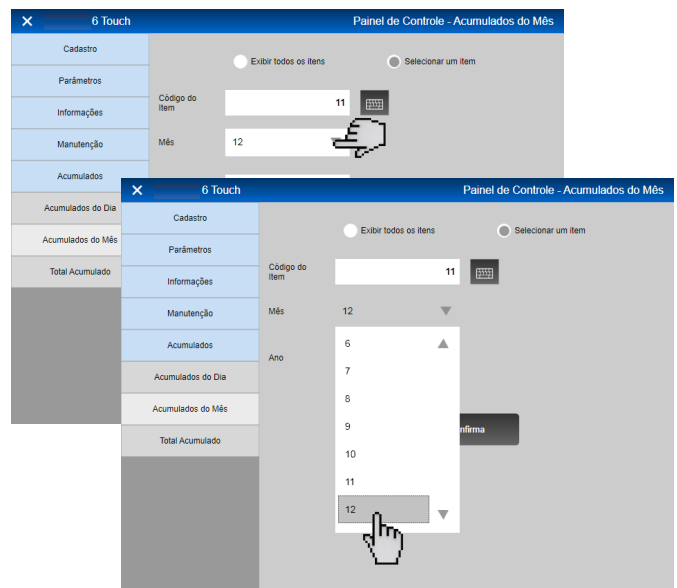 6 Touch
Painel de Controle - Acumulados do Mês
Cadastro
Parâmetros
Informações
Manutenção
Acumulados
Acumulados do Dia
Acumulados do Mês
Total Acumulado
Exibir todos os itens
Selecionar um item
Código do
Item
11
Mês
12
6 Touch
Painel de Controle - Acumulados do Mês
Cadastro
Parâmetros
Informações
Manutenção
Acumulados
Acumulados do Dia
Acumulados do Mês
Total Acumulado
Exibir todos os itens
Selecionar um item
Código do
Item
11
Mês
12
Ano
6
7
8
9
10
11
12
nfirma